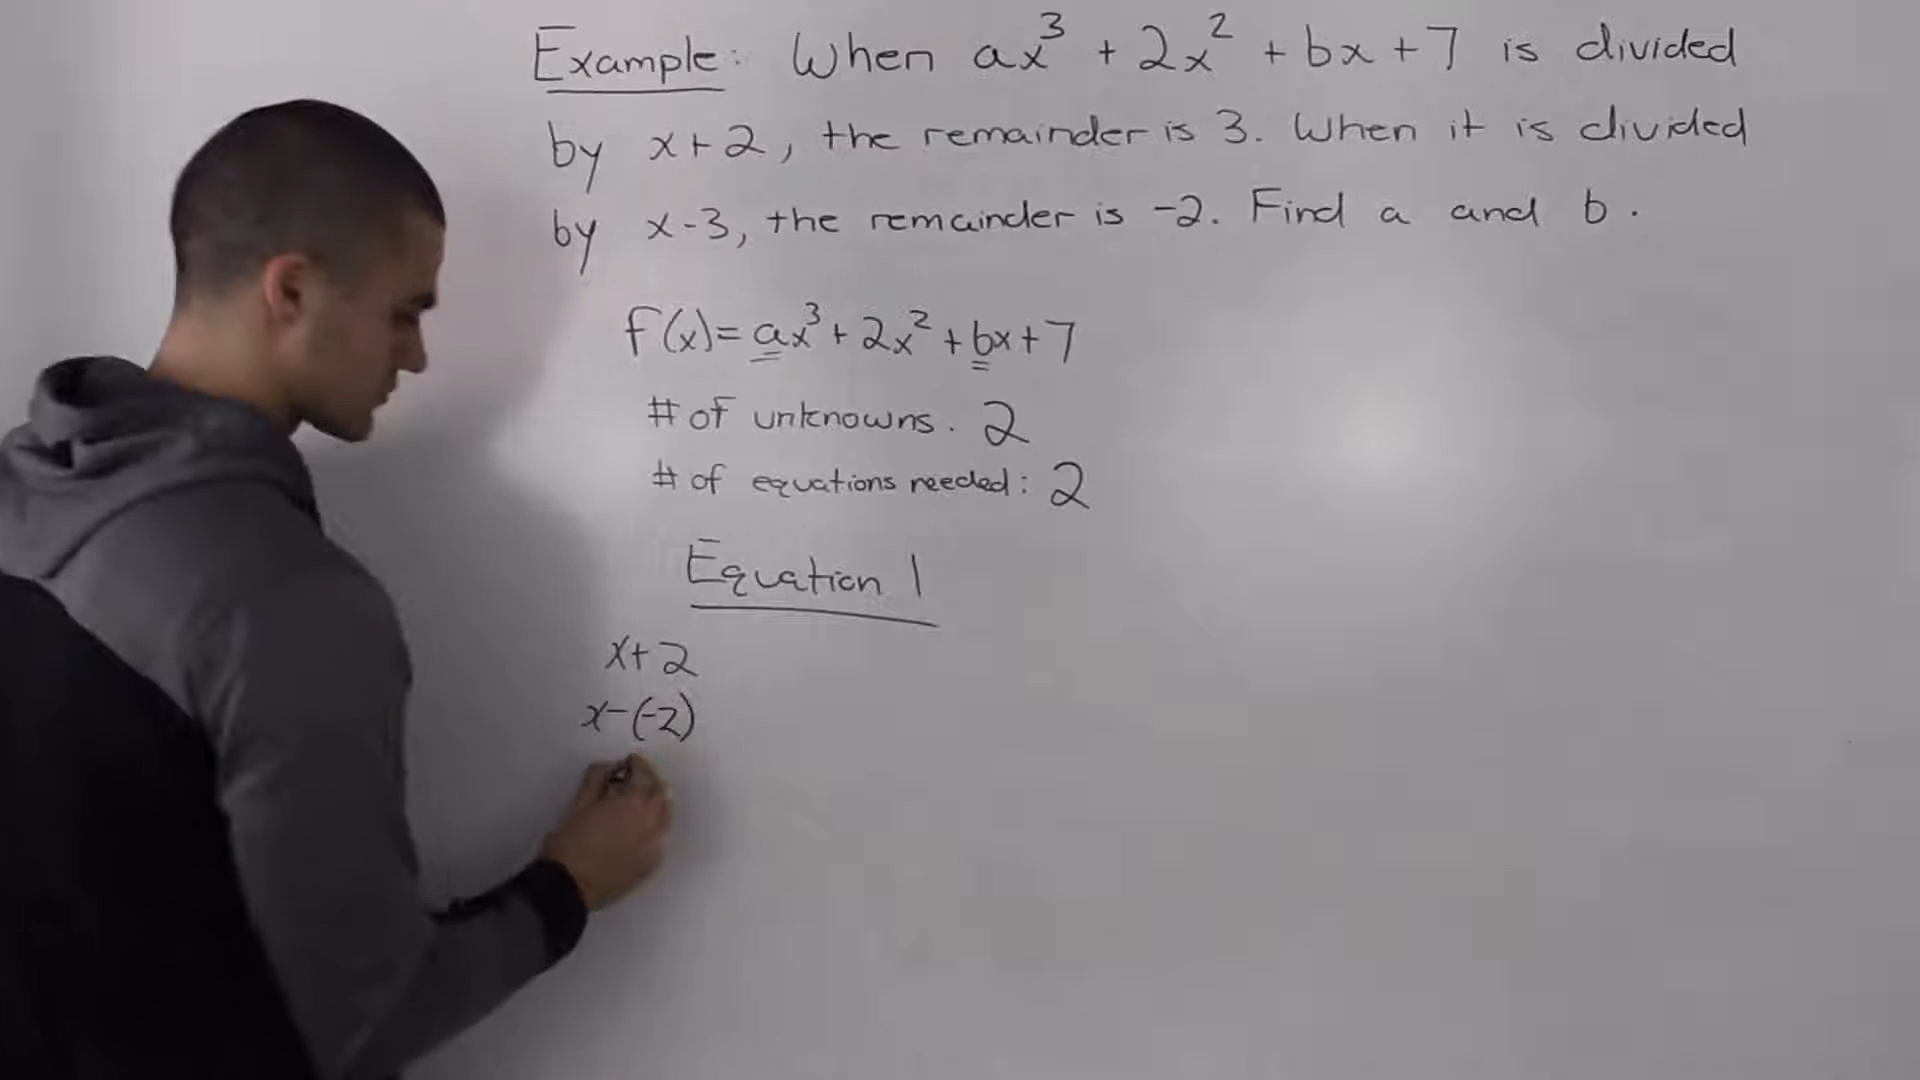 Example: When ax³ + 2x² + bx + 7 is divided
by x+2, the remainder is 3. When it is divided
by x-3, the remainder is -2. Find a and b.
f(x)= ax³ + 2x² + bx + 7
# of unknowns. 2
# of equations needed: 2
Equation 1
x+2
x-(-2)